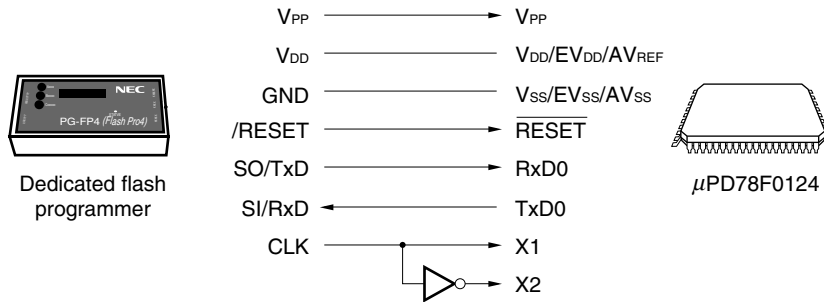 VPP VPP
VDD VDD/EVDD/AVREF
GND VSS/EVSS/AVSS
/RESET RESET
SO/TxD RxD0
SI/RxD TxD0
CLK X1
X2
NEC
PG-FP4 (Flash Pro4)
Dedicated flash
programmer
μPD78F0124